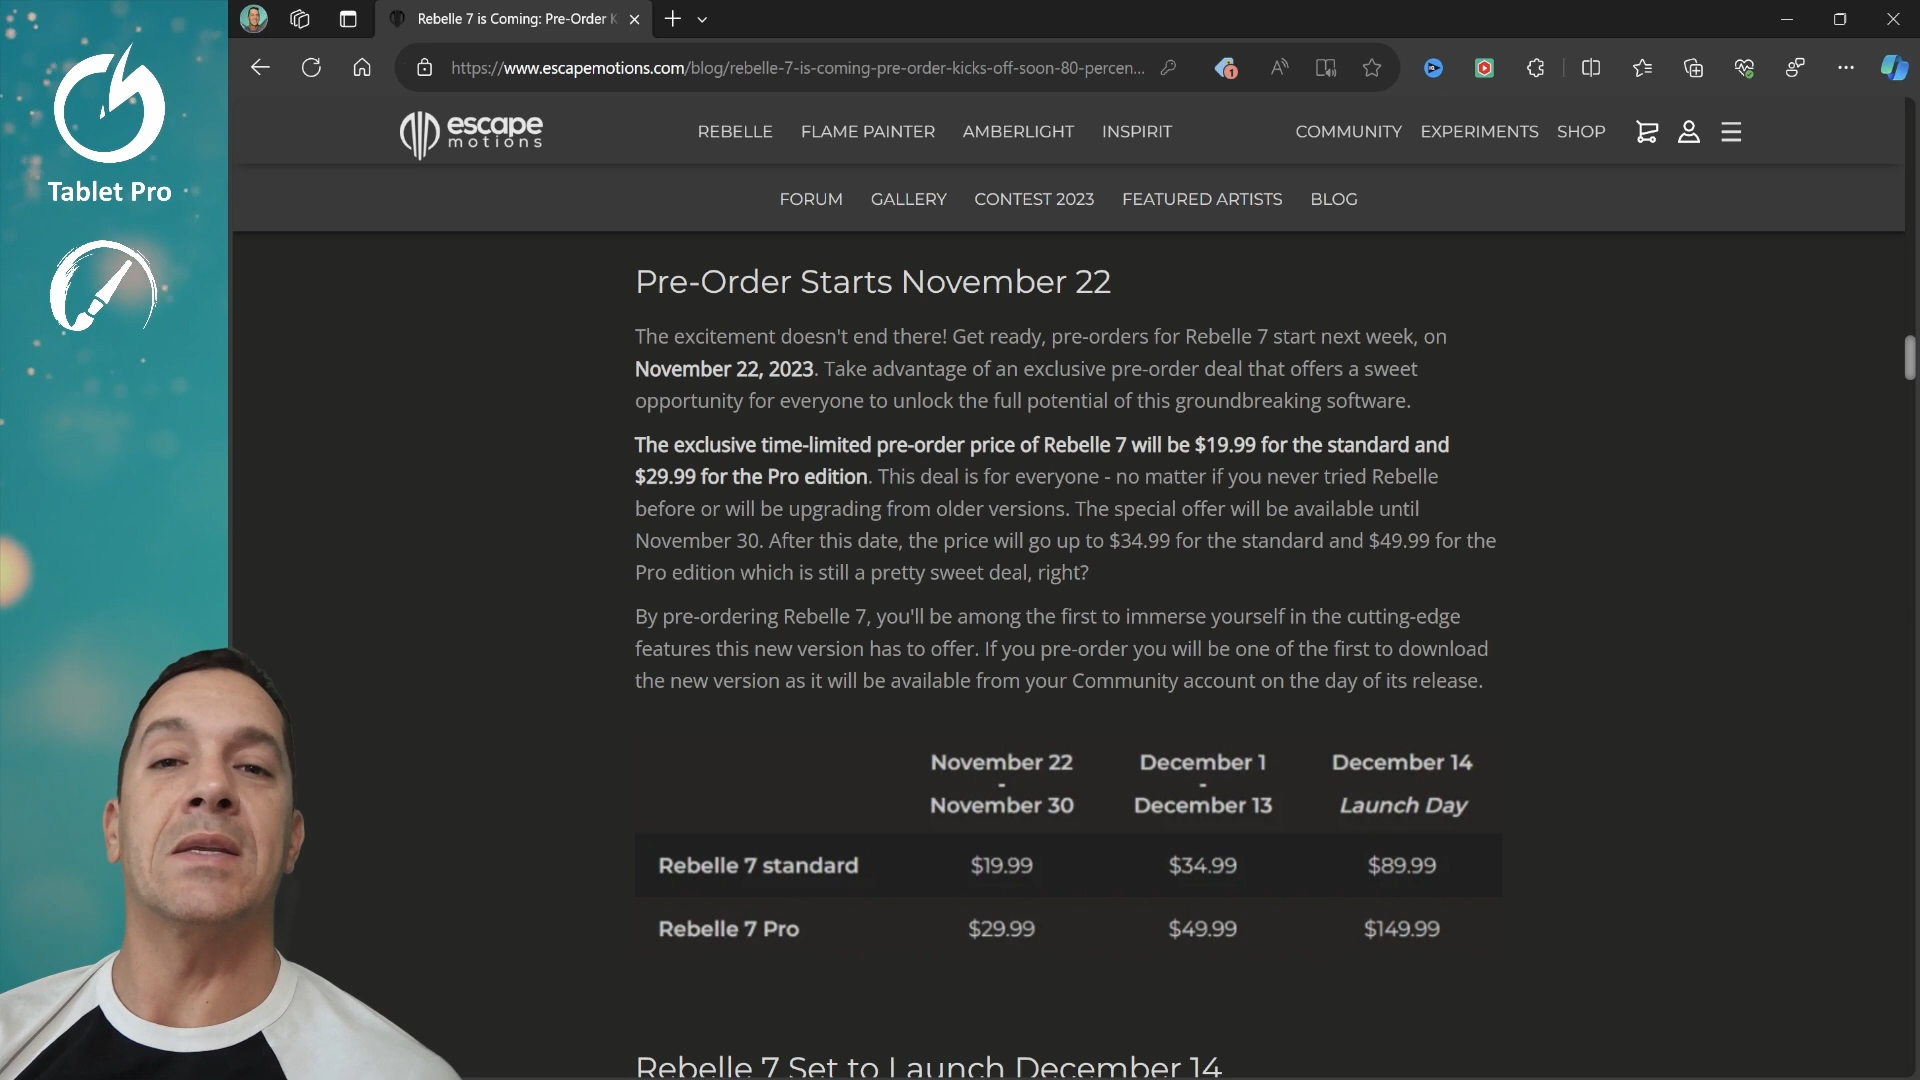 Tablet Pro
Rebelle 7 is Coming: Pre-Order K
https://www.escapemotions.com/blog/rebelle-7-is-coming-pre-order-kicks-off-soon-80-percen...
1
escape
motions
REBELLE FLAME PAINTER AMBERLIGHT INSPIRIT COMMUNITY EXPERIMENTS SHOP
FORUM GALLERY CONTEST 2023 FEATURED ARTISTS BLOG
Pre-Order Starts November 22
The excitement doesn't end there! Get ready, pre-orders for Rebelle 7 start next week, on
November 22, 2023. Take advantage of an exclusive pre-order deal that offers a sweet
opportunity for everyone to unlock the full potential of this groundbreaking software.
The exclusive time-limited pre-order price of Rebelle 7 will be $19.99 for the standard and
$29.99 for the Pro edition. This deal is for everyone - no matter if you never tried Rebelle
before or will be upgrading from older versions. The special offer will be available until
November 30. After this date, the price will go up to $34.99 for the standard and $49.99 for the
Pro edition which is still a pretty sweet deal, right?
By pre-ordering Rebelle 7, you'll be among the first to immerse yourself in the cutting-edge
features this new version has to offer. If you pre-order you will be one of the first to download
the new version as it will be available from your Community account on the day of its release.
November 22 December 1 December 14
- -
November 30 December 13 Launch Day
Rebelle 7 standard $19.99 $34.99 $89.99
Rebelle 7 Pro $29.99 $49.99 $149.99
Rebelle 7 Set to Launch December 14